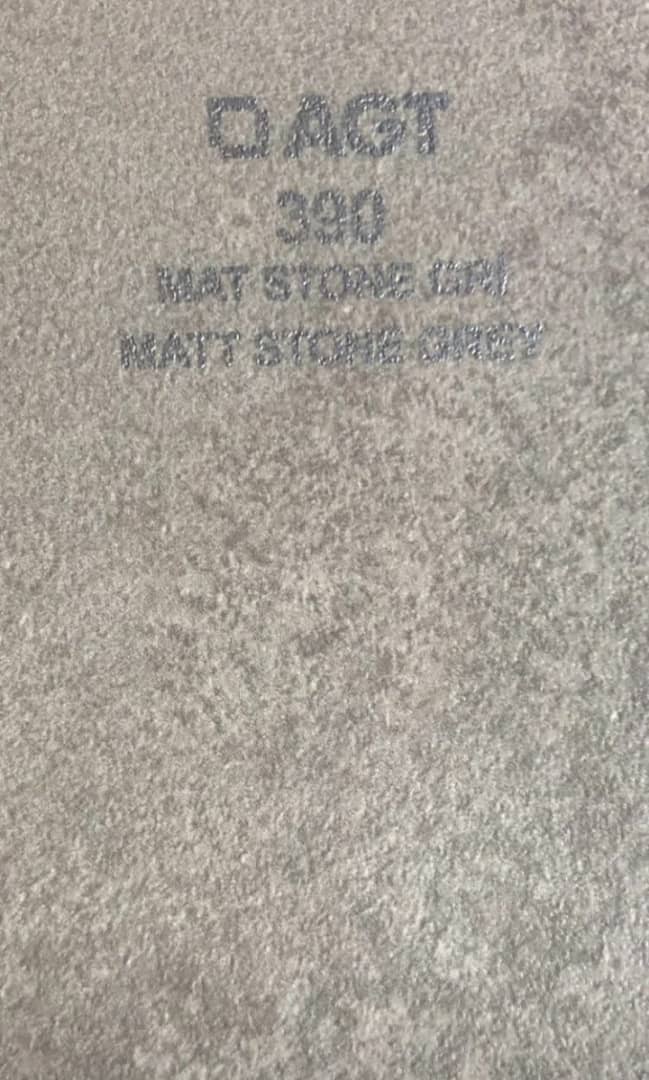 AGT
390
MAT STONE GRİ
MATT STONE GREY